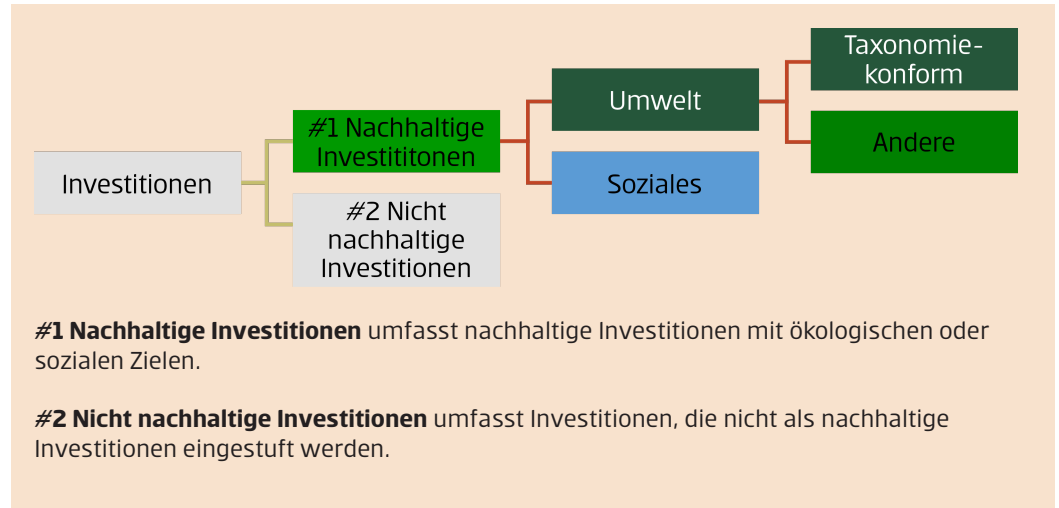 Taxonomie-
konform
Umwelt
#1 Nachhaltige
Investititonen
Andere
Investitionen
Soziales
#2 Nicht
nachhaltige
Investitionen
#1 Nachhaltige Investitionen umfasst nachhaltige Investitionen mit ökologischen oder
sozialen Zielen.
#2 Nicht nachhaltige Investitionen umfasst Investitionen, die nicht als nachhaltige
Investitionen eingestuft werden.